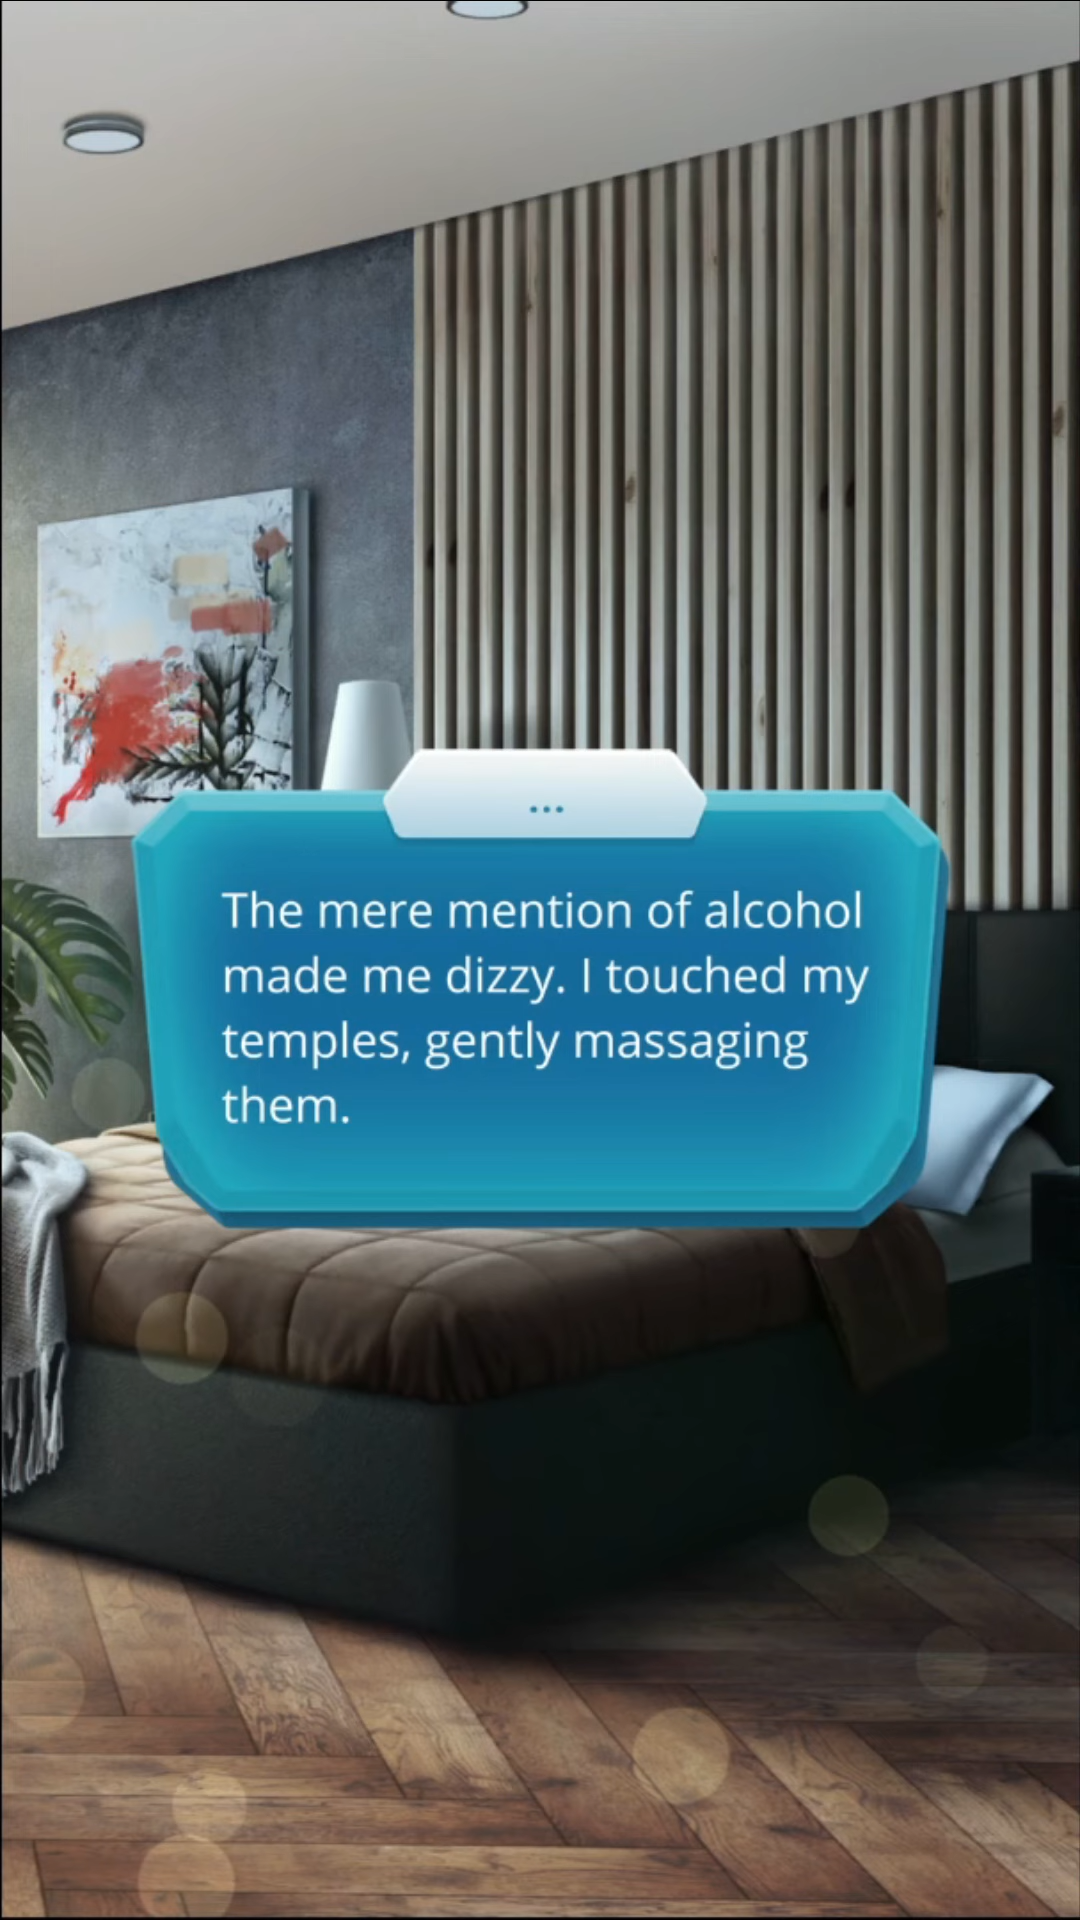 ...
The mere mention of alcohol
made me dizzy. I touched my
temples, gently massaging
them.